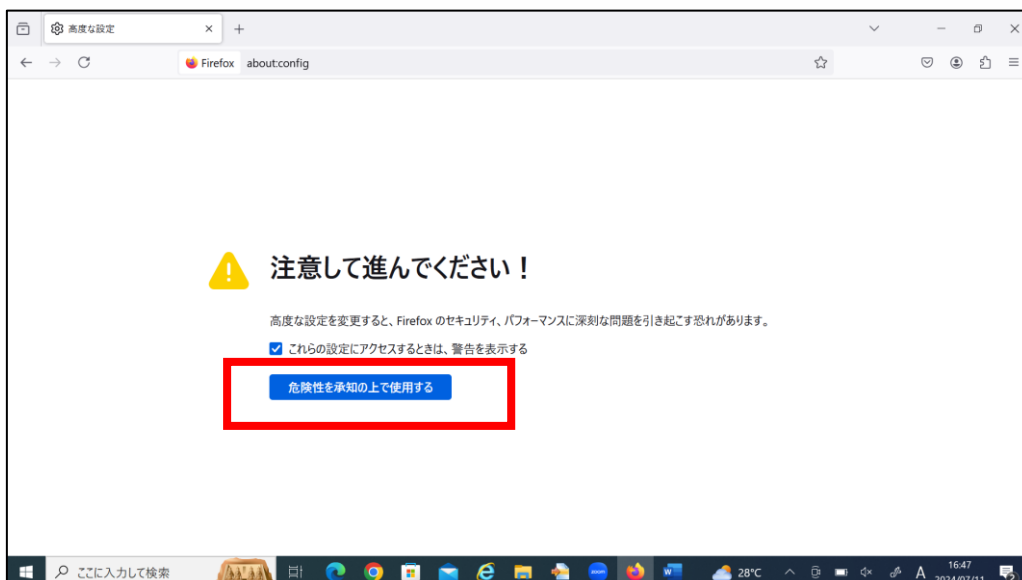 高度な設定
Firefox about:config
注意して進んでください！
高度な設定を変更すると、Firefox のセキュリティ、パフォーマンスに深刻な問題を引き起こす恐れがあります。
これらの設定にアクセスするときは、警告を表示する
危険性を承知の上で使用する
ここに入力して検索
zoom
W
28°C
A
16:47
2024/07/11